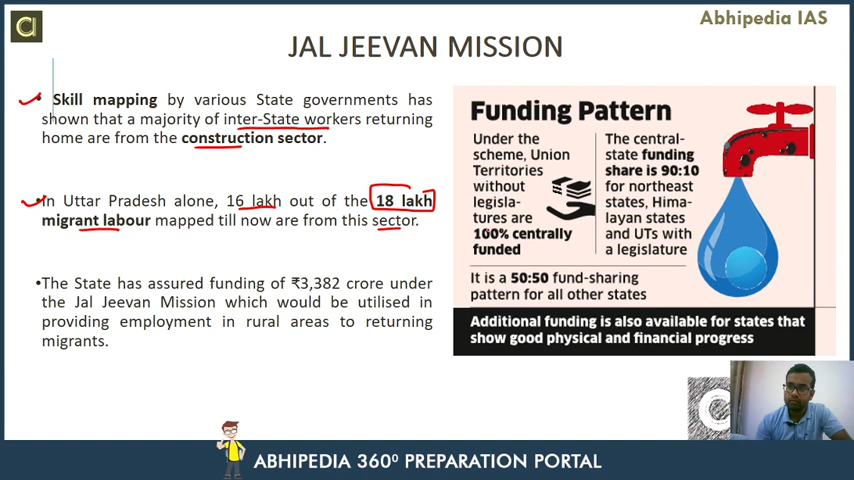 Abhipedia IAS
JAL JEEVAN MISSION
• Skill mapping by various State governments has
shown that a majority of inter-State workers returning
home are from the construction sector.
•In Uttar Pradesh alone, 16 lakh out of the 18 lakh
migrant labour mapped till now are from this sector.
•The State has assured funding of ₹3,382 crore under
the Jal Jeevan Mission which would be utilised in
providing employment in rural areas to returning
migrants.
Funding Pattern
Under the
scheme, Union
Territories
without
legisla-
tures are
100% centrally
funded
The central-
state funding
share is 90:10
for northeast
states, Hima-
layan states
and UTs with
a legislature
It is a 50:50 fund-sharing
pattern for all other states
Additional funding is also available for states that
show good physical and financial progress
ABHIPEDIA 360⁰ PREPARATION PORTAL